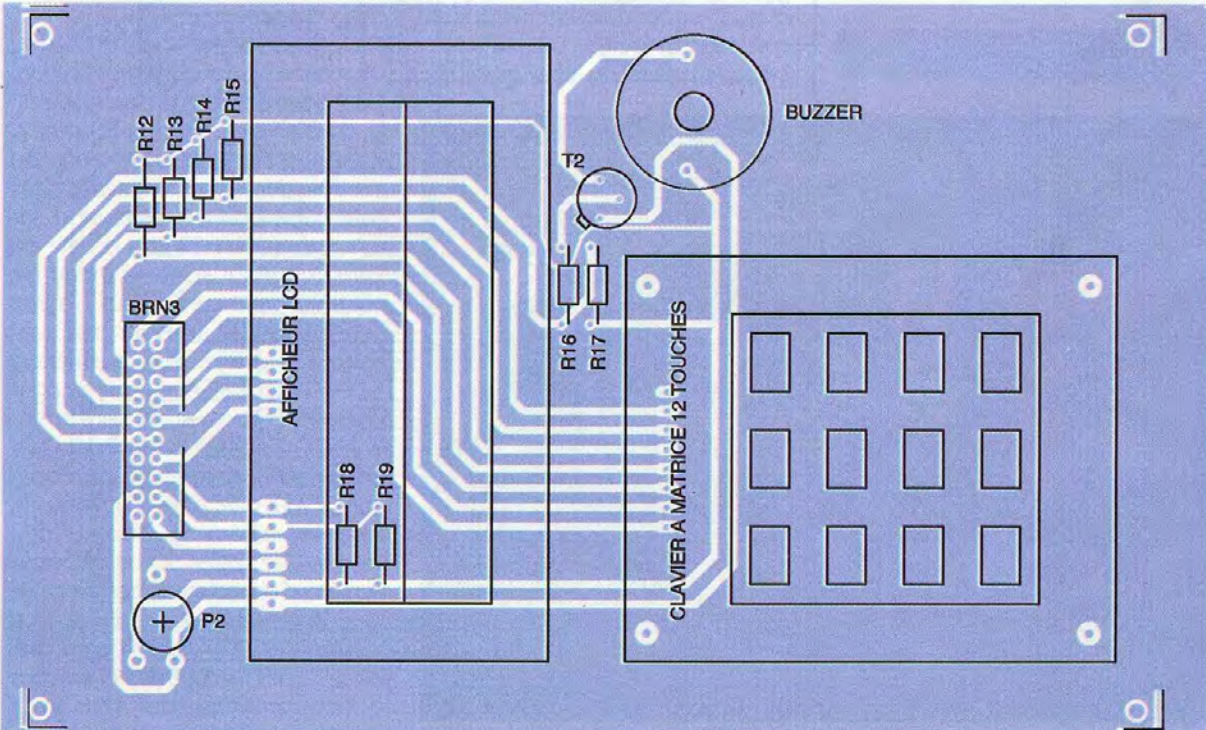 R12
R13
R14
R15
BUZZER
T2
BRN3
AFFICHEUR LCD
R16
R17
CLAVIER A MATRICE 12 TOUCHES
R18
R19
P2